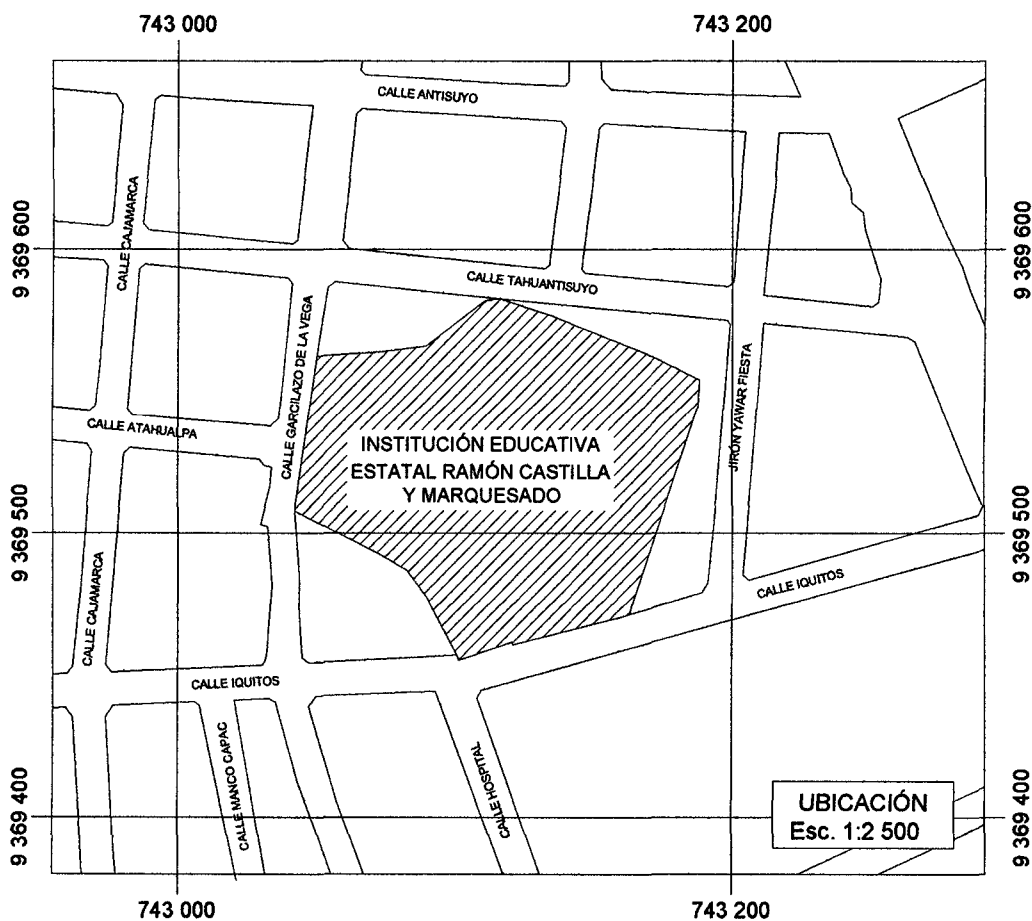 743 000
743 200
CALLE ANTISUYO
CALLE CAJAMARCA
9 369 600
9 369 600
CALLE TAHUANTISUYO
CALLE GARCILAZO DE LA VEGA
JIRÓN YAWAR FIESTA
CALLE ATAHUALPA
INSTITUCIÓN EDUCATIVA
ESTATAL RAMÓN CASTILLA
Y MARQUESADO
9 369 500
9 369 500
CALLE CAJAMARCA
CALLE IQUITOS
CALLE IQUITOS
CALLE MANCO CAPAC
CALLE HOSPITAL
9 369 400
9 369 400
UBICACIÓN
Esc. 1:2 500
743 000
743 200